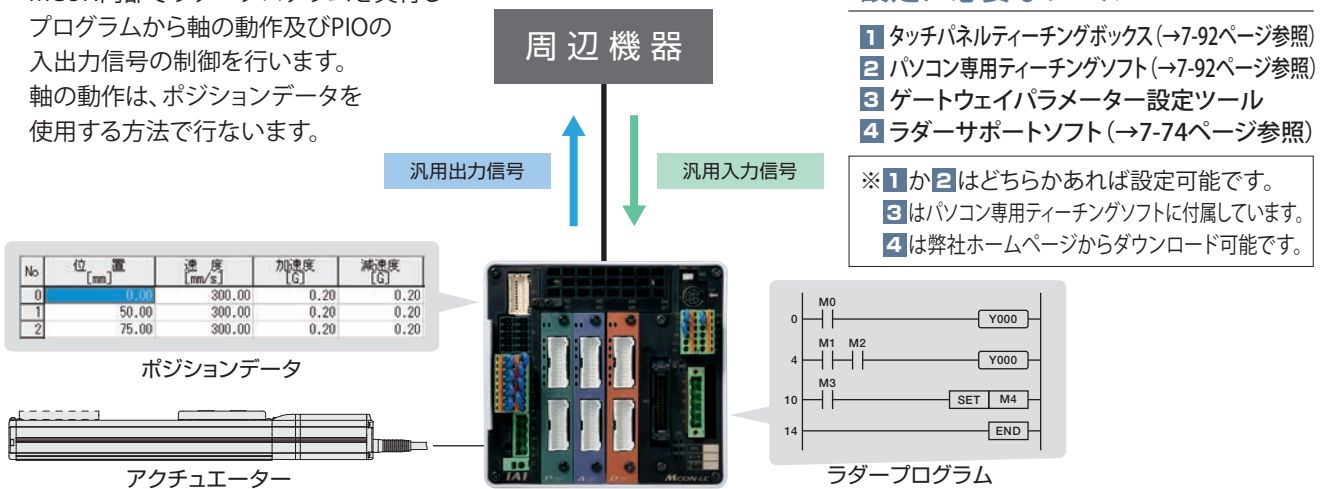 プログラムから軸の動作及びPIOの
入出力信号の制御を行います。
軸の動作は、ポジションデータを
使用する方法で行ないます。
周辺機器
汎用出力信号
汎用入力信号
1 タッチパネルティーチングボックス(→7-92ページ参照)
2 パソコン専用ティーチングソフト(→7-92ページ参照)
3 ゲートウェイパラメーター設定ツール
4 ラダーサポートソフト(→7-74ページ参照)
※1か2はどちらかあれば設定可能です。
3はパソコン専用ティーチングソフトに付属しています。
4は弊社ホームページからダウンロード可能です。
No 位置[mm] 速度[mm/s] 加速度[G] 減速度[G]
0 0.00 300.00 0.20 0.20
1 50.00 300.00 0.20 0.20
2 75.00 300.00 0.20 0.20
ポジションデータ
アクチュエーター
IAI
MCON-LC
M0
0 Y000
M1 M2
4 Y000
M3
10 SET M4
14 END
ラダープログラム